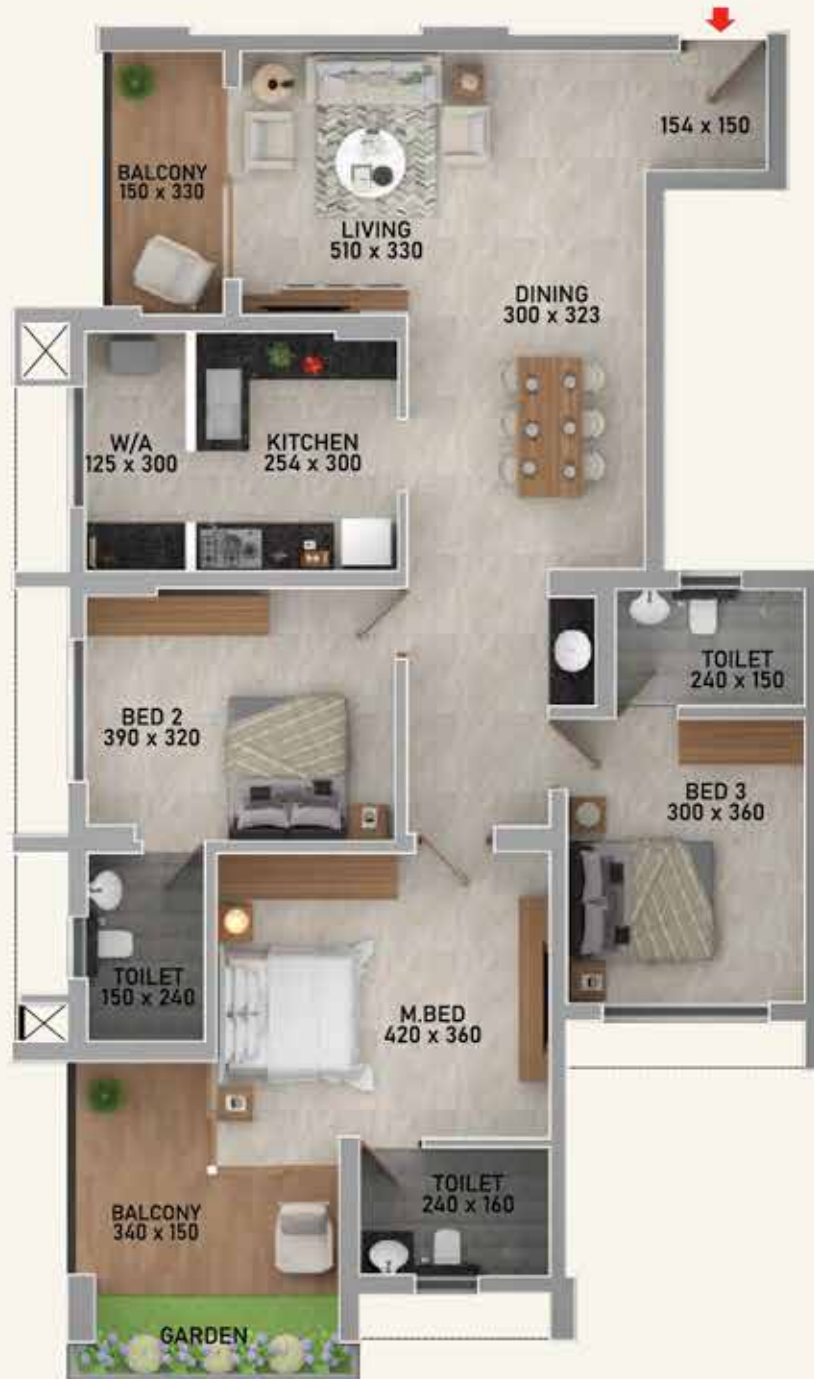 154 x 150
BALCONY
150 x 330
LIVING
510 x 330
DINING
300 x 323
W/A
125 x 300
KITCHEN
254 x 300
TOILET
240 x 150
BED 2
390 x 320
BED 3
300 x 360
TOILET
150 x 240
M.BED
420 x 360
TOILET
240 x 160
BALCONY
340 x 150
GARDEN